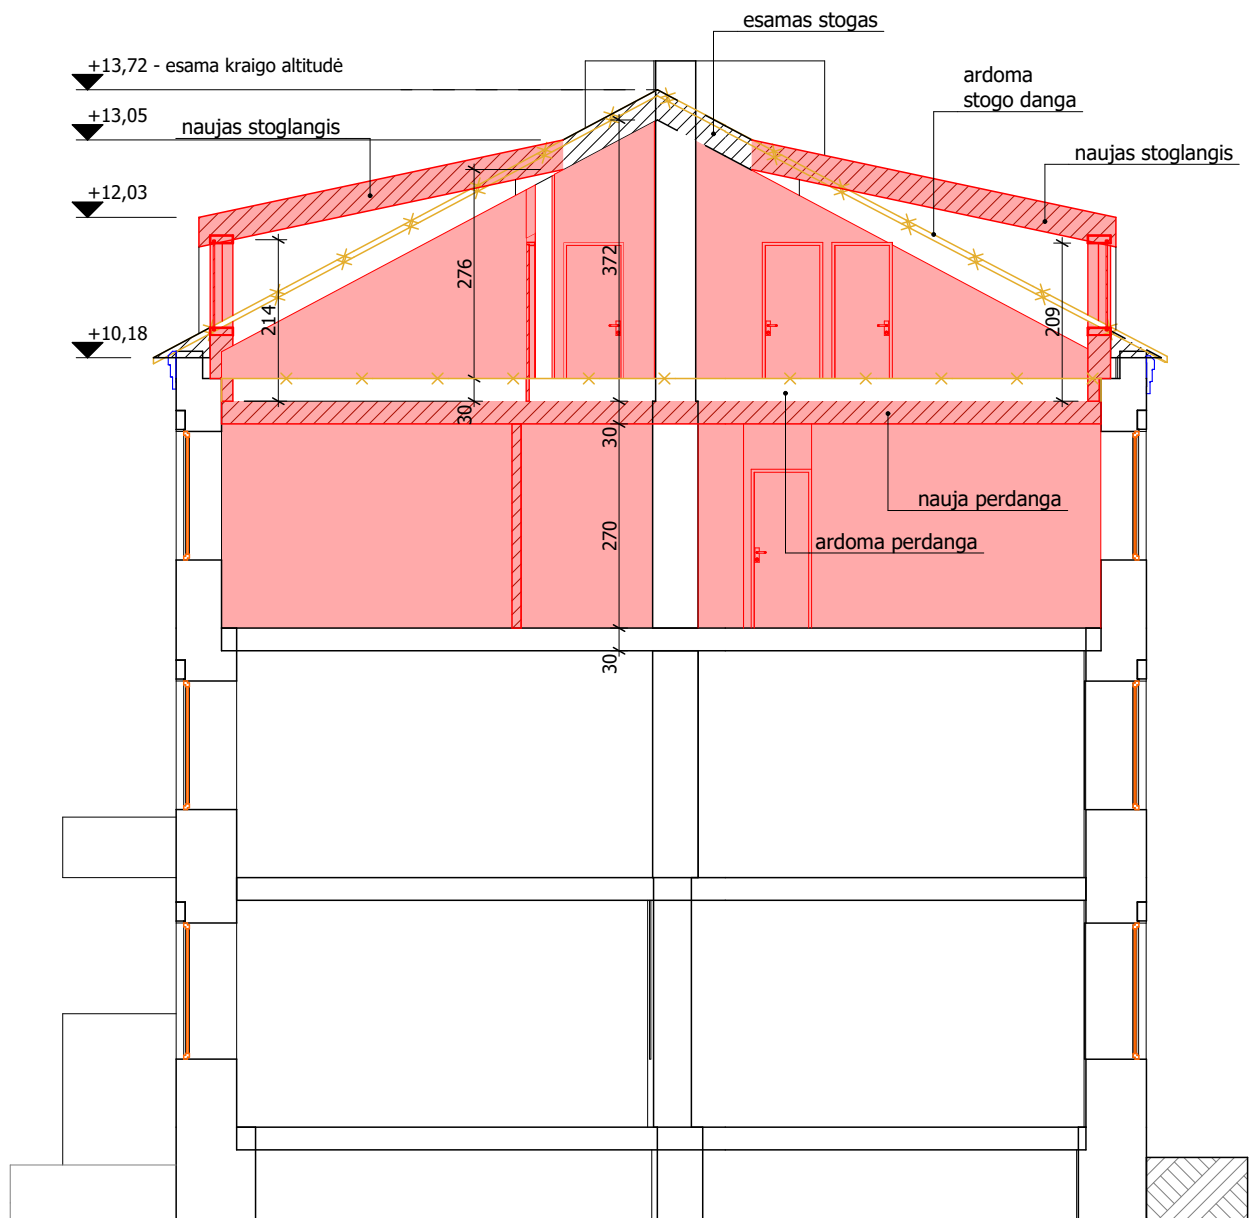 esamas stogas
+13,72 - esama kraigo altitudė
ardoma
stogo danga
+13,05
naujas stoglangis
naujas stoglangis
+12,03
276
372
214
209
+10,18
30
30
nauja perdanga
270
ardoma perdanga
30